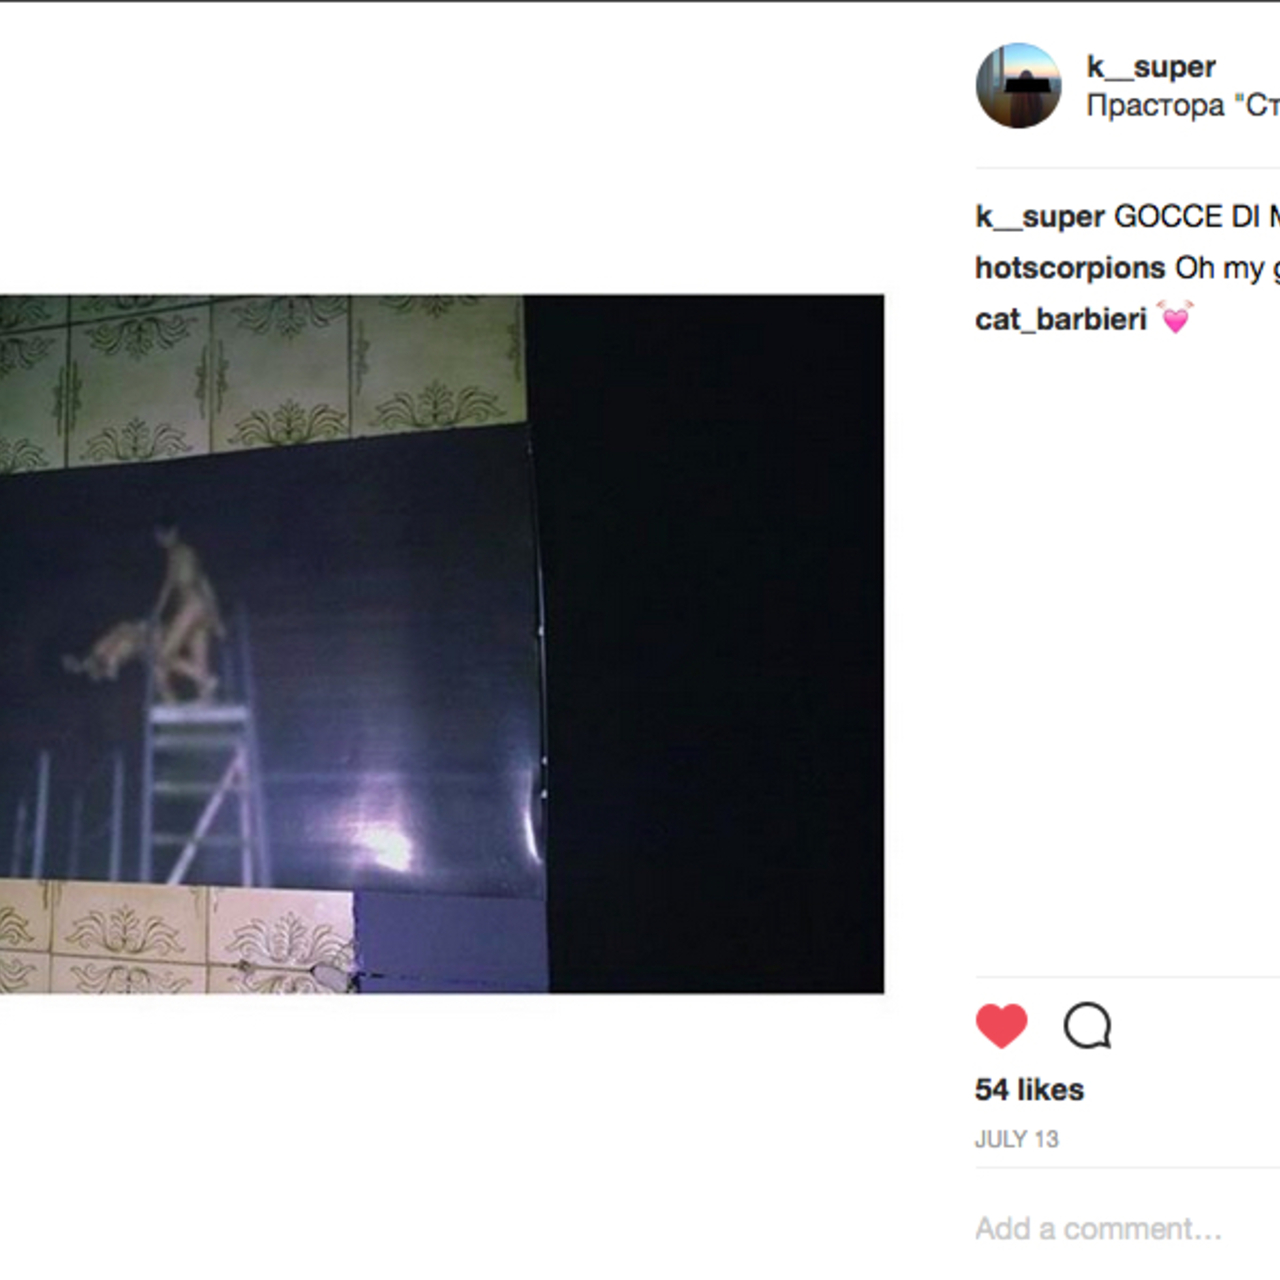 k__super
Прастора "Ст
k__super GOCCE DI M
hotscorpions Oh my g
cat_barbieri
54 likes
JULY 13
Add a comment...